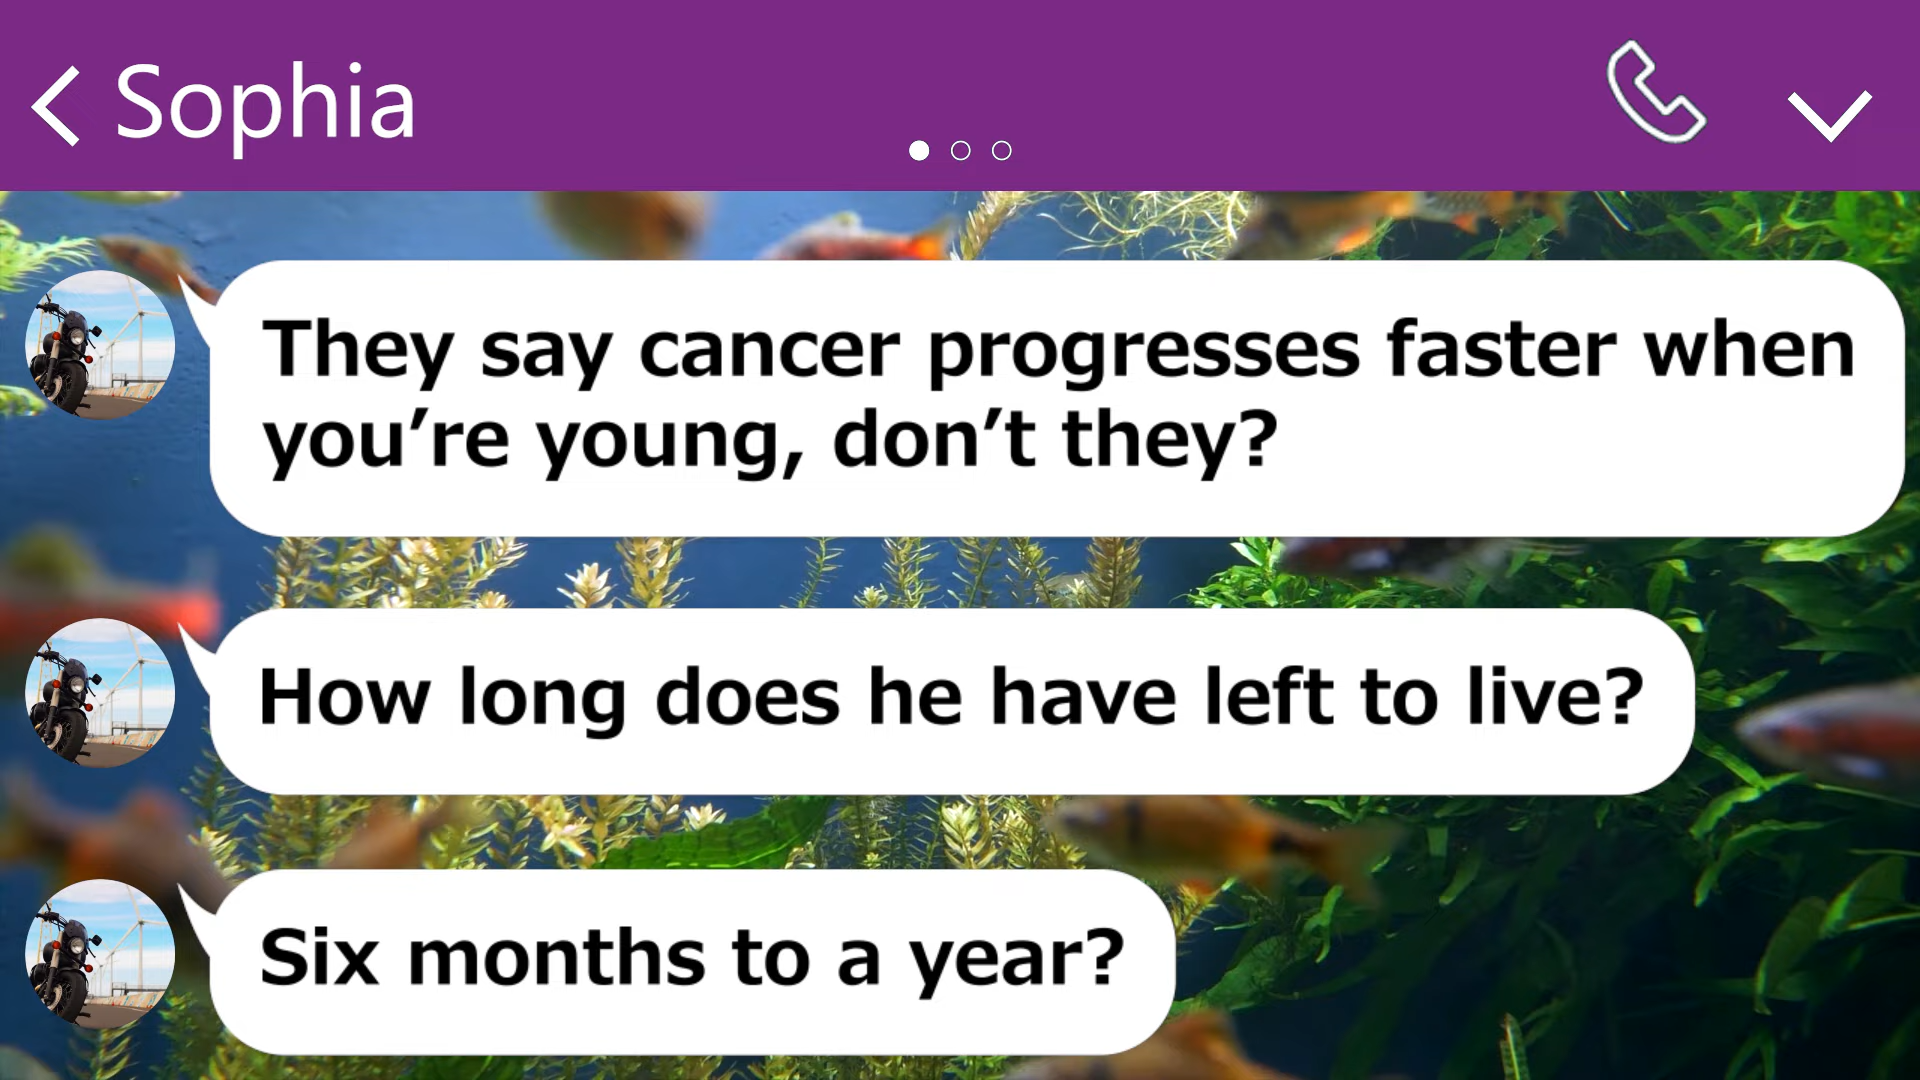 Sophia
They say cancer progresses faster when
you’re young, don’t they?
How long does he have left to live?
Six months to a year?